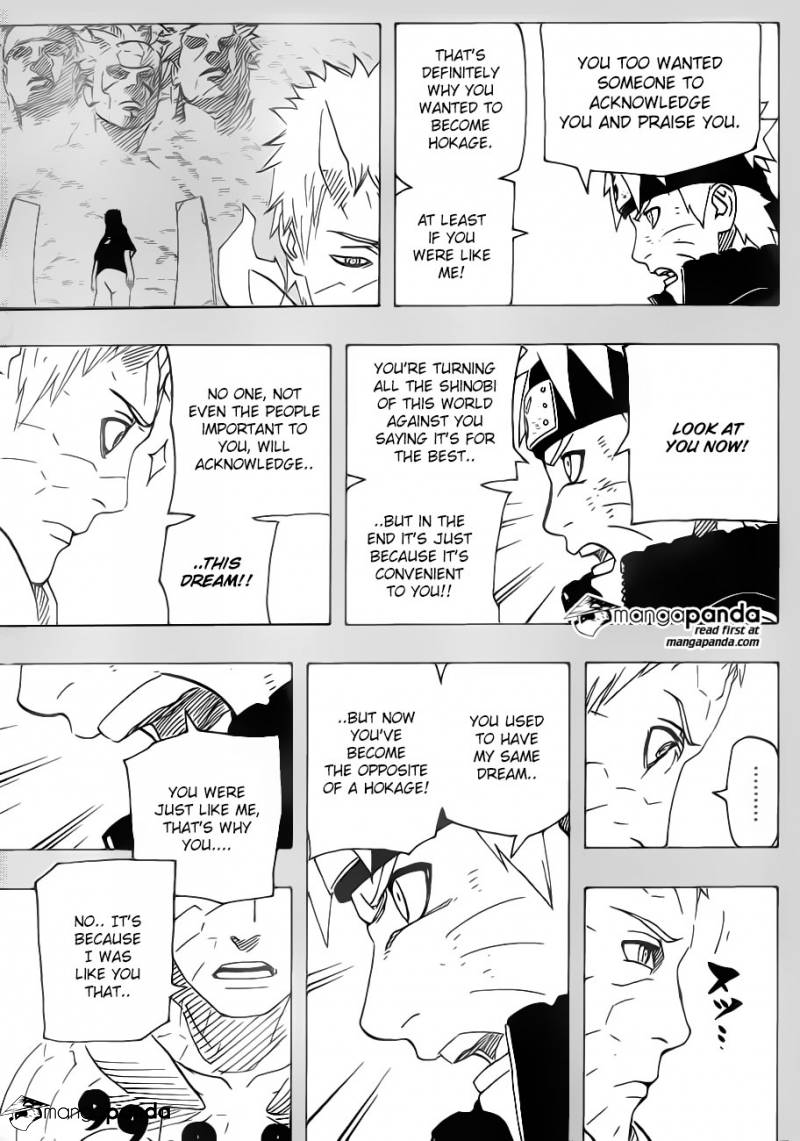 YOU TOO WANTED
SOMEONE TO
ACKNOWLEDGE
YOU AND PRAISE YOU.
THAT'S
DEFINITELY
WHY YOU
WANTED TO
BECOME
HOKAGE.
AT LEAST
IF YOU
WERE LIKE
ME!
LOOK AT
YOU NOW!
YOU'RE TURNING
ALL THE SHINOBI
OF THIS WORLD
AGAINST YOU
SAYING IT'S FOR
THE BEST..
..BUT IN THE
END IT'S JUST
BECAUSE IT'S
CONVENIENT
TO YOU!!
NO ONE, NOT
EVEN THE PEOPLE
IMPORTANT TO
YOU, WILL
ACKNOWLEDGE..
..THIS
DREAM!!
mangapanda
read first at
mangapanda.com
.........
YOU USED
TO HAVE
MY SAME
DREAM..
..BUT NOW
YOU'VE
BECOME
THE OPPOSITE
OF A HOKAGE!
YOU WERE
JUST LIKE ME,
THAT'S WHY
YOU....
スッ…
NO.. IT'S
BECAUSE
I WAS
LIKE YOU
THAT..
mangapanda